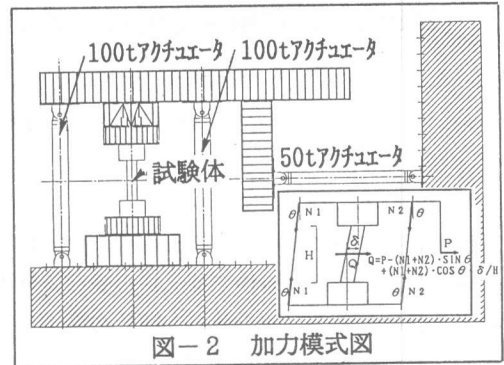 100tアクチュエータ
100tアクチュエータ
試験体
50tアクチュエータ
θ
N1
N2
θ
δ
H
Q
P
Q=P-(N1+N2)・SINθ
+(N1+N2)・COSθ・δ/H
θ
N1
θ
N2
図-2 加力模式図